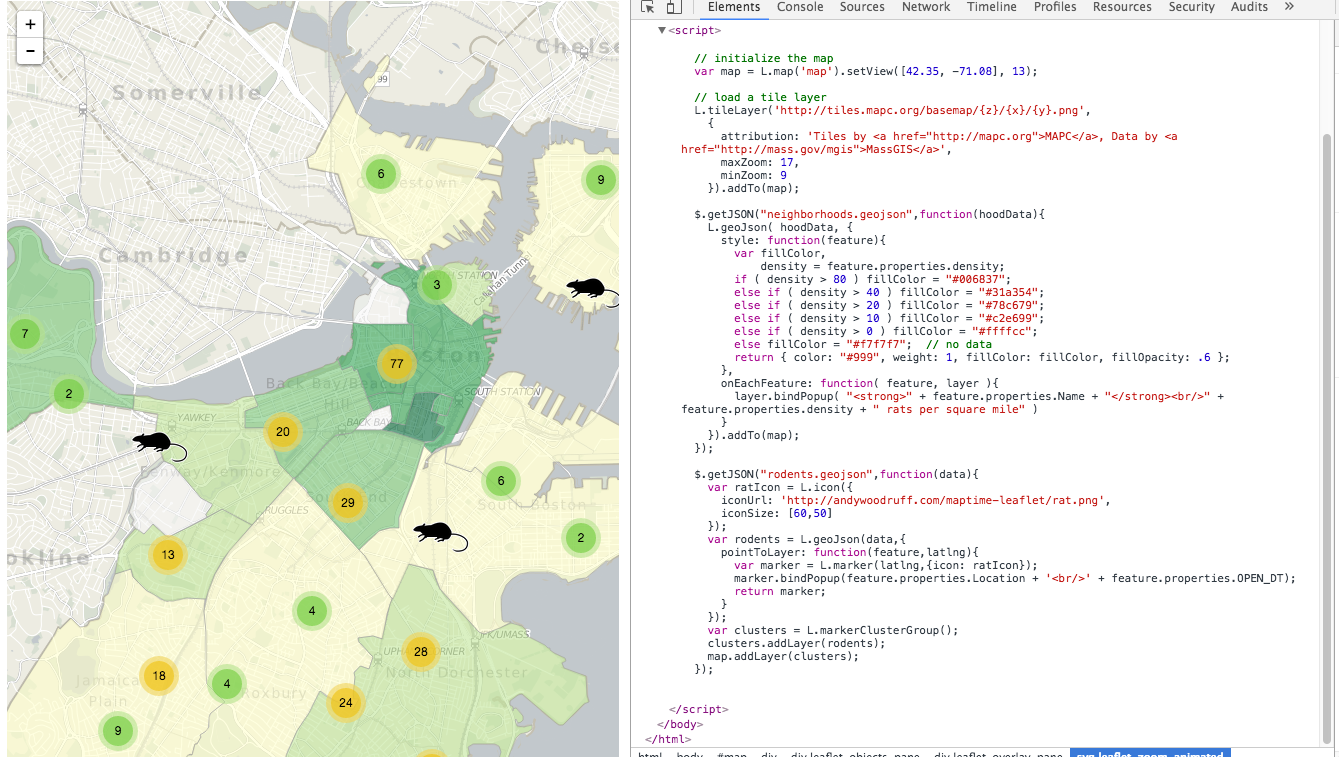 +
−
99
Chelse
Somerville
6
Charlestown
9
Cambridge
3
NORTH STATION
Callahan Tunnel
7
77
Boston
2
Back Bay/Beacon
Hill
SOUTH STATION
YAWKEY
BACK BAY
20
Fenway/Kenmore
6
South Boston
29
South End
RUGGLES
2
okline
13
4
JFK/UMASS
28
UPHAMS CORNER
North Dorchester
18
Jamaica
Plain
4
Roxbury
24
9
Elements Console Sources Network Timeline Profiles Resources Security Audits »
▼<script>
// initialize the map
var map = L.map('map').setView([42.35, -71.08], 13);
// load a tile layer
L.tileLayer('http://tiles.mapc.org/basemap/{z}/{x}/{y}.png',
{
attribution: 'Tiles by <a href="http://mapc.org">MAPC</a>, Data by <a
href="http://mass.gov/mgis">MassGIS</a>',
maxZoom: 17,
minZoom: 9
}).addTo(map);
$.getJSON("neighborhoods.geojson",function(hoodData){
L.geoJson( hoodData, {
style: function(feature){
var fillColor,
density = feature.properties.density;
if ( density > 80 ) fillColor = "#006837";
else if ( density > 40 ) fillColor = "#31a354";
else if ( density > 20 ) fillColor = "#78c679";
else if ( density > 10 ) fillColor = "#c2e699";
else if ( density > 0 ) fillColor = "#ffffcc";
else fillColor = "#f7f7f7";  // no data
return { color: "#999", weight: 1, fillColor: fillColor, fillOpacity: .6 };
},
onEachFeature: function( feature, layer ){
layer.bindPopup( "<strong>" + feature.properties.Name + "</strong><br/>" +
feature.properties.density + " rats per square mile" )
}
}).addTo(map);
});
$.getJSON("rodents.geojson",function(data){
var ratIcon = L.icon({
iconUrl: 'http://andywoodruff.com/maptime-leaflet/rat.png',
iconSize: [60,50]
});
var rodents = L.geoJson(data,{
pointToLayer: function(feature,latlng){
var marker = L.marker(latlng,{icon: ratIcon});
marker.bindPopup(feature.properties.Location + '<br/>' + feature.properties.OPEN_DT);
return marker;
}
});
var clusters = L.markerClusterGroup();
clusters.addLayer(rodents);
map.addLayer(clusters);
});
</script>
</body>
</html>
html body #map div div.leaflet-objects-pane div.leaflet-overlay-pane svg.leaflet-zoom-animated